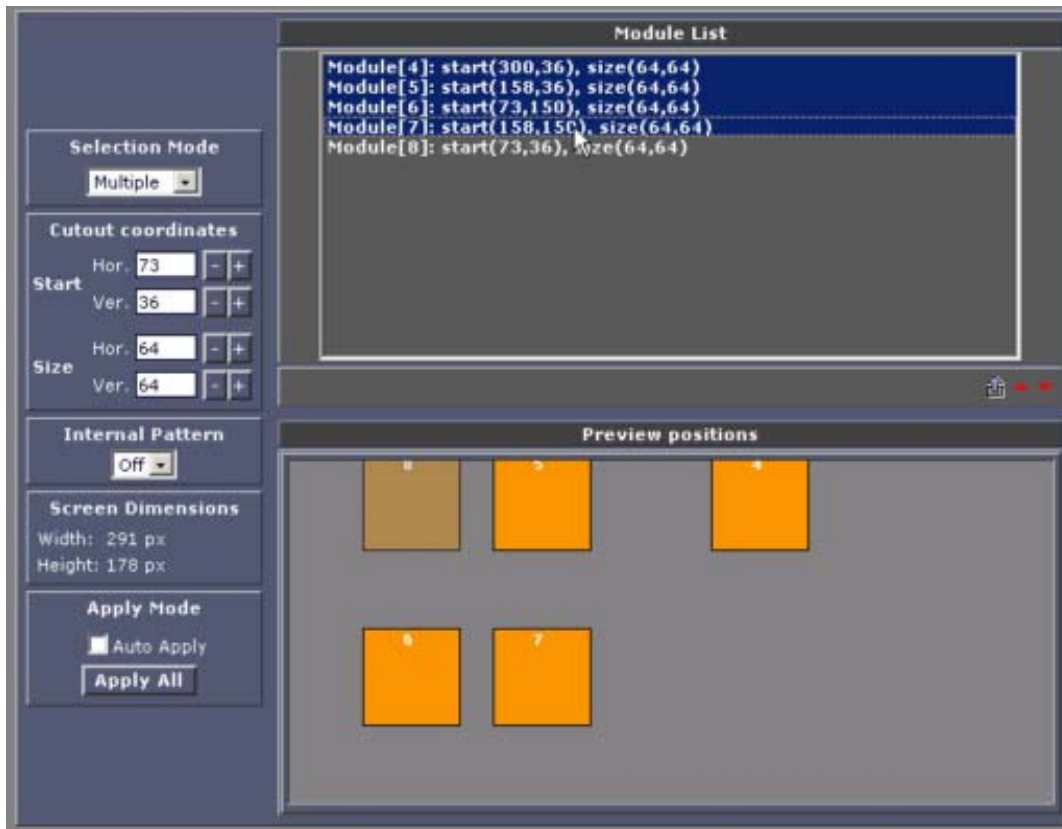 Module List
Module[4]: start(300,36), size(64,64)
Module[5]: start(158,36), size(64,64)
Module[6]: start(73,150), size(64,64)
Module[7]: start(158,150), size(64,64)
Module[8]: start(73,36), size(64,64)
Selection Mode
Multiple
Cutout coordinates
Start
Hor. 73 - +
Ver. 36 - +
Size
Hor. 64 - +
Ver. 64 - +
Internal Pattern
Off
Screen Dimensions
Width: 291 px
Height: 178 px
Apply Mode
Auto Apply
Apply All
Preview positions
8 5 4
6 7